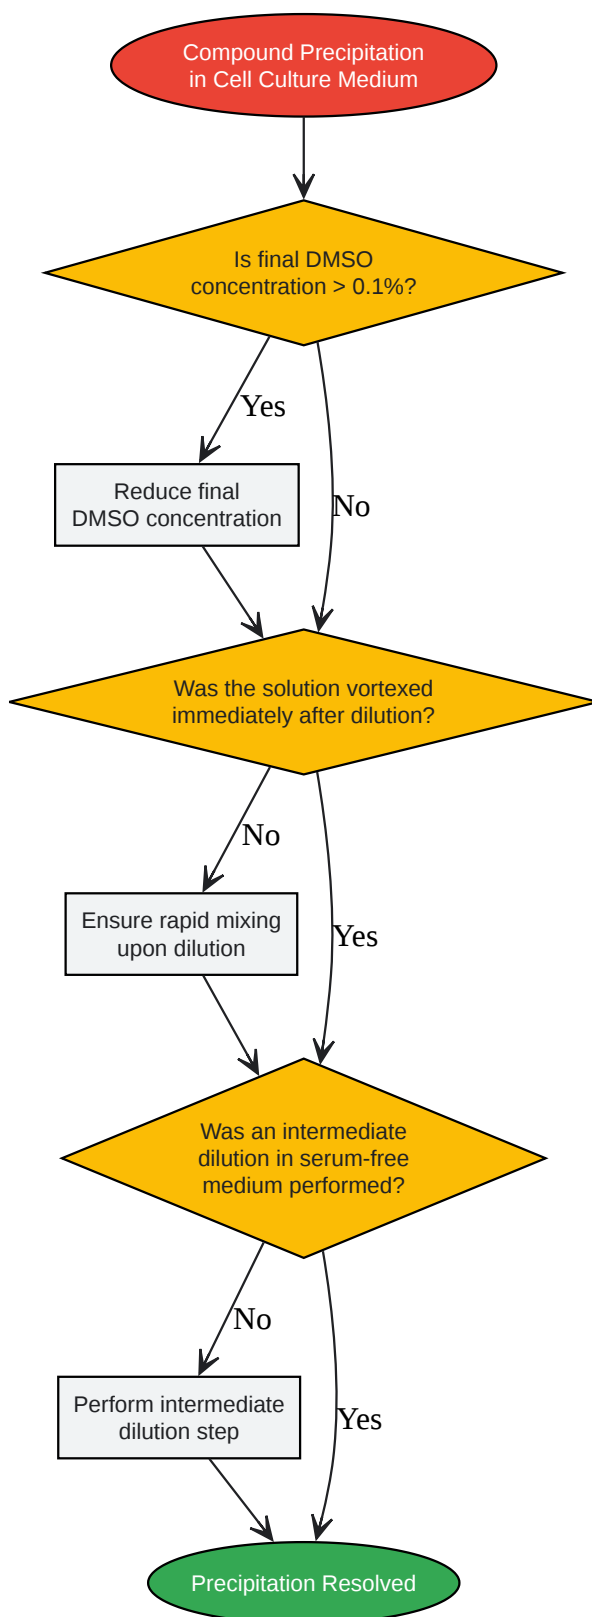 Compound Precipitation
in Cell Culture Medium
Is final DMSO
concentration > 0.1%?
Yes
Reduce final
DMSO concentration
No
Was the solution vortexed
immediately after dilution?
No
Ensure rapid mixing
upon dilution
Yes
Was an intermediate
dilution in serum-free
medium performed?
No
Perform intermediate
dilution step
Yes
Precipitation Resolved